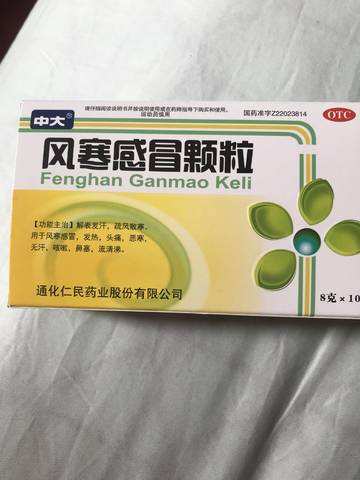 请仔细阅读说明书并按说明使用或在药师指导下购买和使用。
运动员慎用
国药准字Z22023814
OTC
中大®
风寒感冒颗粒
Fenghan Ganmao Keli
【功能主治】解表发汗,疏风散寒。
用于风寒感冒,发热,头痛,恶寒,
无汗,咳嗽,鼻塞,流清涕。
通化仁民药业股份有限公司
8克×10